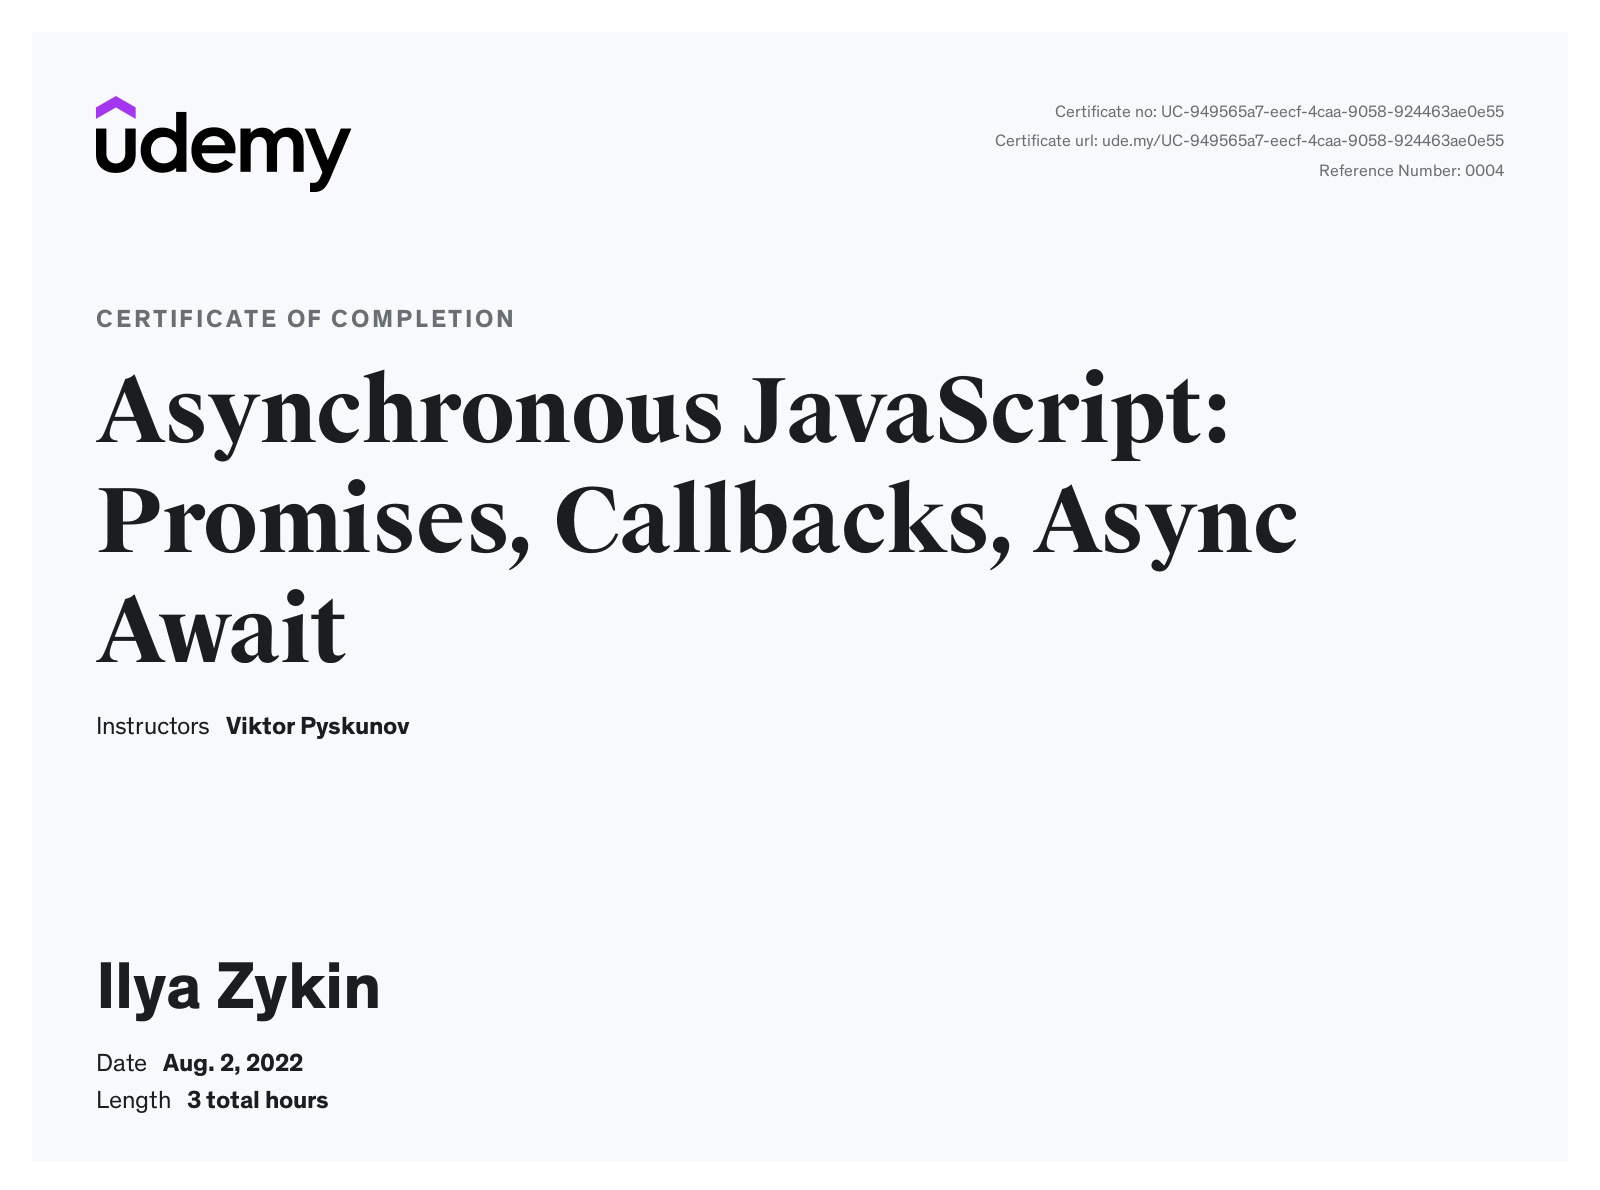 udemy
Certificate no: UC-949565a7-eecf-4caa-9058-924463ae0e55
Certificate url: ude.my/UC-949565a7-eecf-4caa-9058-924463ae0e55
Reference Number: 0004
CERTIFICATE OF COMPLETION
Asynchronous JavaScript:
Promises, Callbacks, Async
Await
Instructors Viktor Pyskunov
Ilya Zykin
Date Aug. 2, 2022
Length 3 total hours